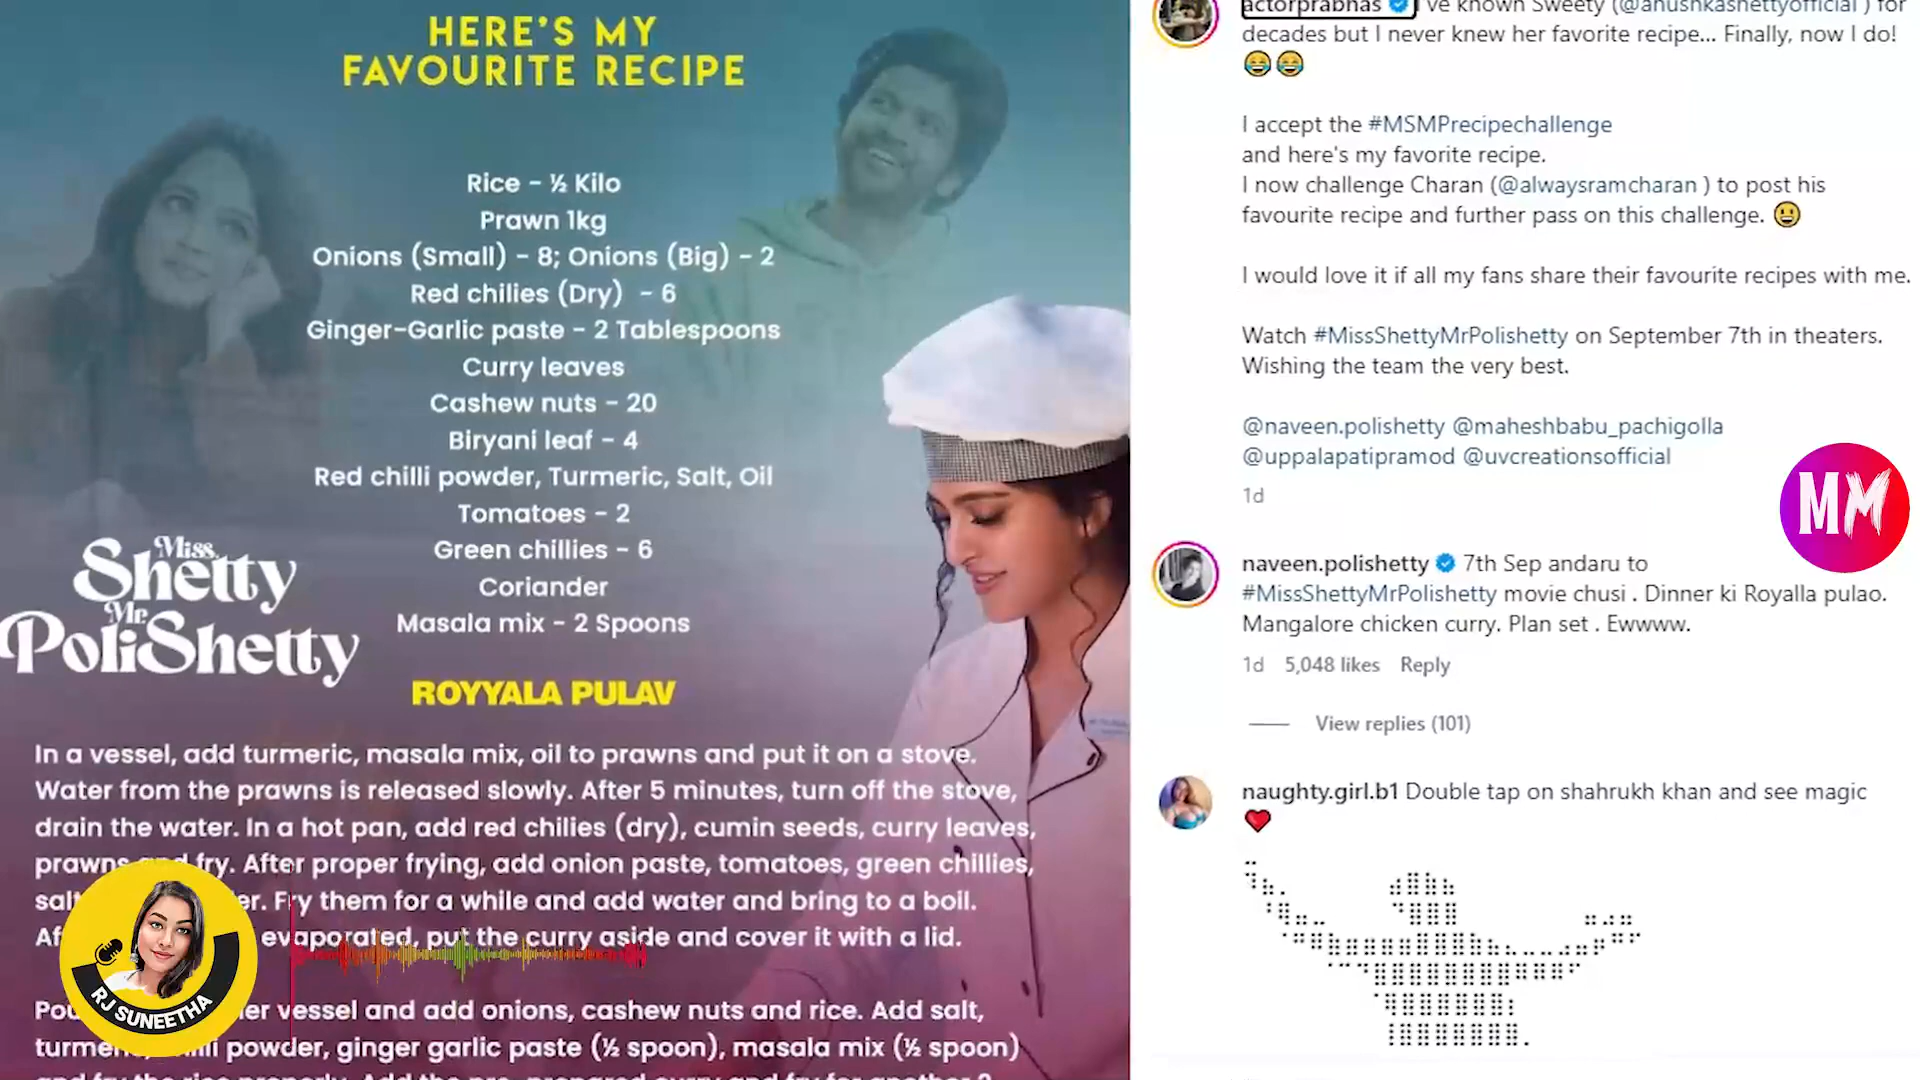 HERE'S MY
FAVOURITE RECIPE
Rice - ½ Kilo
Prawn 1kg
Onions (Small) - 8; Onions (Big) - 2
Red chilies (Dry) - 6
Ginger-Garlic paste - 2 Tablespoons
Curry leaves
Cashew nuts - 20
Biryani leaf - 4
Red chilli powder, Turmeric, Salt, Oil
Tomatoes - 2
Green chillies - 6
Coriander
Masala mix - 2 Spoons
Miss.
Shetty
Mr.
PoliShetty
ROYYALA PULAV
In a vessel, add turmeric, masala mix, oil to prawns and put it on a stove.
Water from the prawns is released slowly. After 5 minutes, turn off the stove,
drain the water. In a hot pan, add red chilies (dry), cumin seeds, curry leaves,
prawns and fry. After proper frying, add onion paste, tomatoes, green chillies,
Fry them for a while and add water and bring to a boil.
evaporated, put the curry aside and cover it with a lid.
vessel and add onions, cashew nuts and rice. Add salt,
powder, ginger garlic paste (½ spoon), masala mix (½ spoon)
RJ SUNEETHA
actorprabhas I've known Sweety (@anushkashettyofficial ) for
decades but I never knew her favorite recipe... Finally, now I do!
😂😂
I accept the #MSMPrecipechallenge
and here's my favorite recipe.
I now challenge Charan (@alwaysramcharan ) to post his
favourite recipe and further pass on this challenge. 😀
I would love it if all my fans share their favourite recipes with me.
Watch #MissShettyMrPolishetty on September 7th in theaters.
Wishing the team the very best.
@naveen.polishetty @maheshbabu_pachigolla
@uppalapatipramod @uvcreationsofficial
1d
MM
naveen.polishetty 7th Sep andaru to
#MissShettyMrPolishetty movie chusi . Dinner ki Royalla pulao.
Mangalore chicken curry. Plan set . Ewwww.
1d 5,048 likes Reply
View replies (101)
naughty.girl.b1 Double tap on shahrukh khan and see magic
❤️